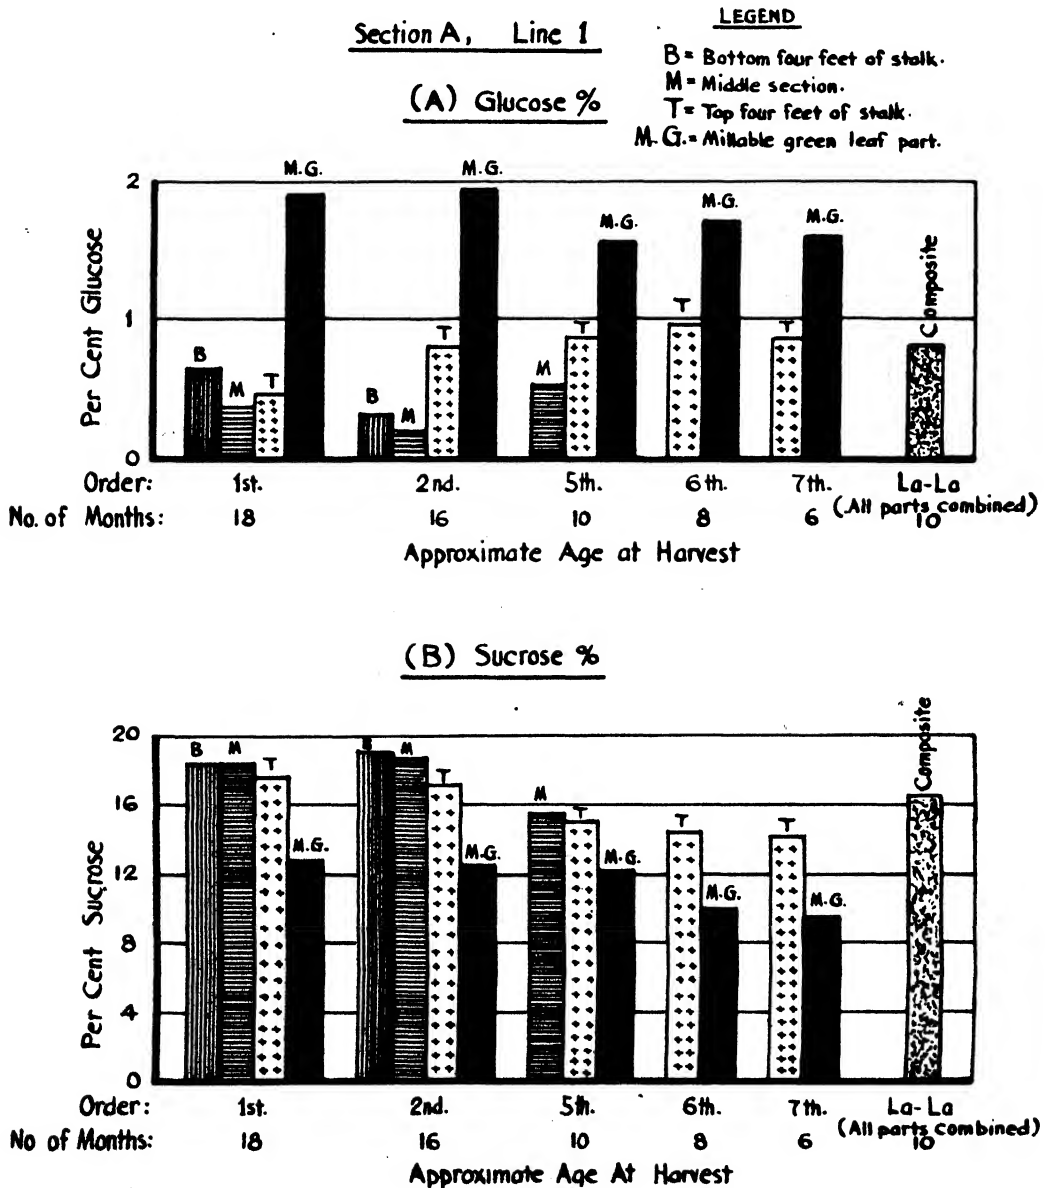 Section A, Line 1
LEGEND
B = Bottom four feet of stalk.
M = Middle section.
T = Top four feet of stalk.
M.G. = Millable green leaf part.
(A) Glucose %
Per Cent Glucose
2
1
0
B M T M.G.
B M T M.G.
M T M.G.
T M.G.
T M.G.
Composite
Order: 1st. 2nd. 5th. 6th. 7th. La-La
(All parts combined)
No. of Months: 18 16 10 8 6 10
Approximate Age at Harvest
(B) Sucrose %
Per Cent Sucrose
20
16
12
8
4
0
B M T M.G.
B M T M.G.
M T M.G.
T M.G.
T M.G.
Composite
Order: 1st. 2nd. 5th. 6th. 7th. La-La
(All parts combined)
No of Months: 18 16 10 8 6 10
Approximate Age At Harvest